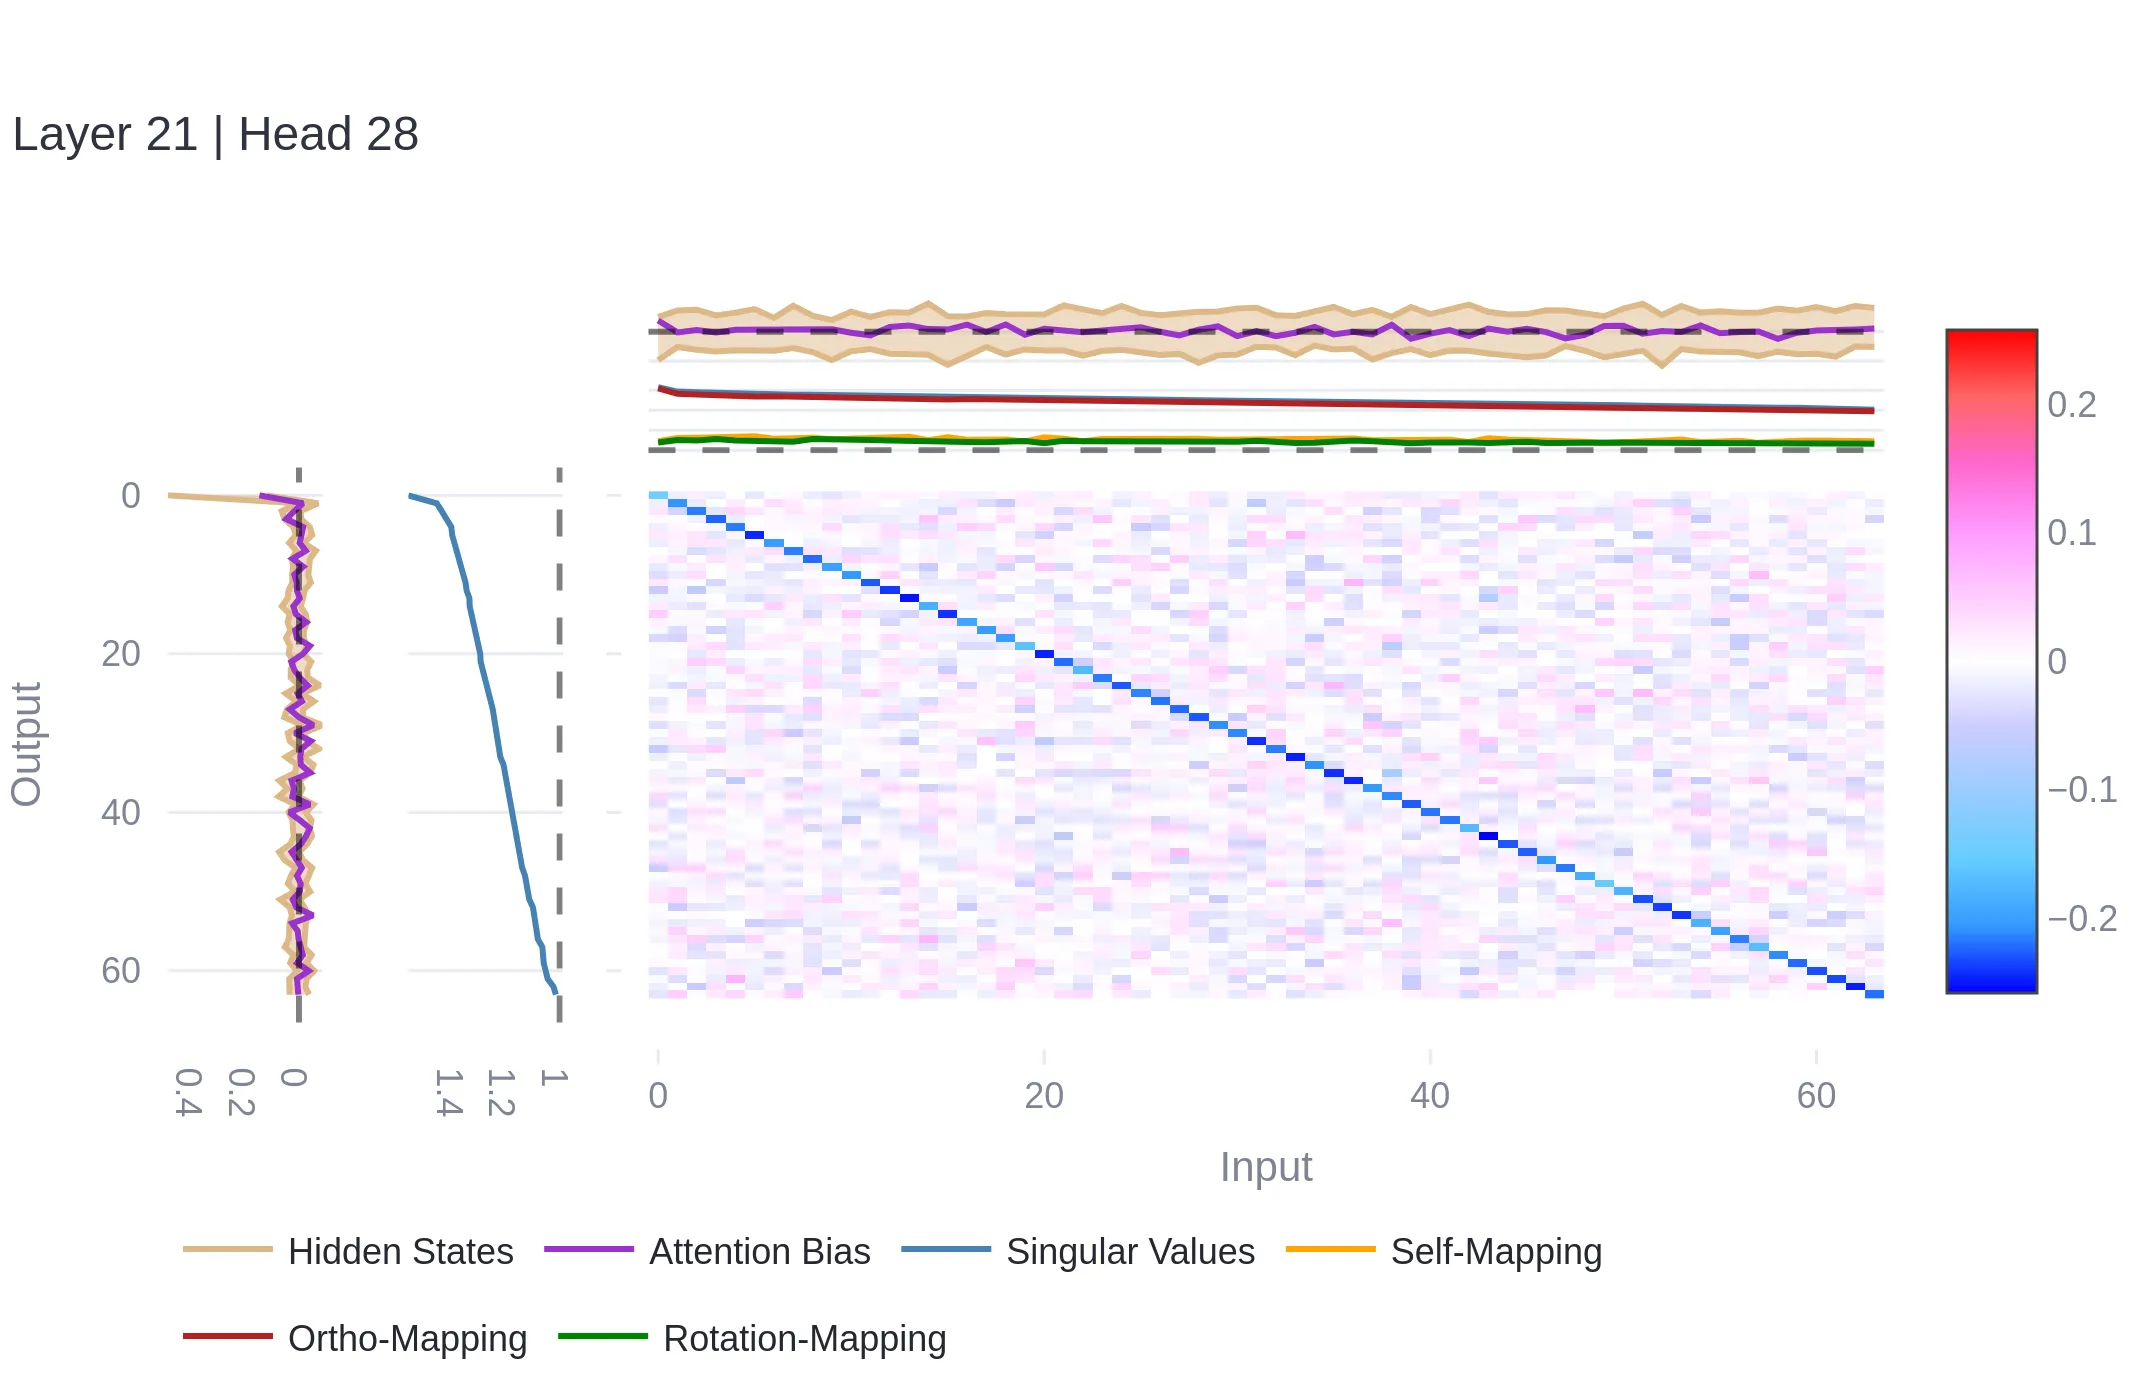 Layer 21 | Head 28
0.2
0.1
0
−0.1
−0.2
0
20
40
60
Output
0.4
0.2
0
1.4
1.2
1
0
20
40
60
Input
Hidden States
Attention Bias
Singular Values
Self-Mapping
Ortho-Mapping
Rotation-Mapping